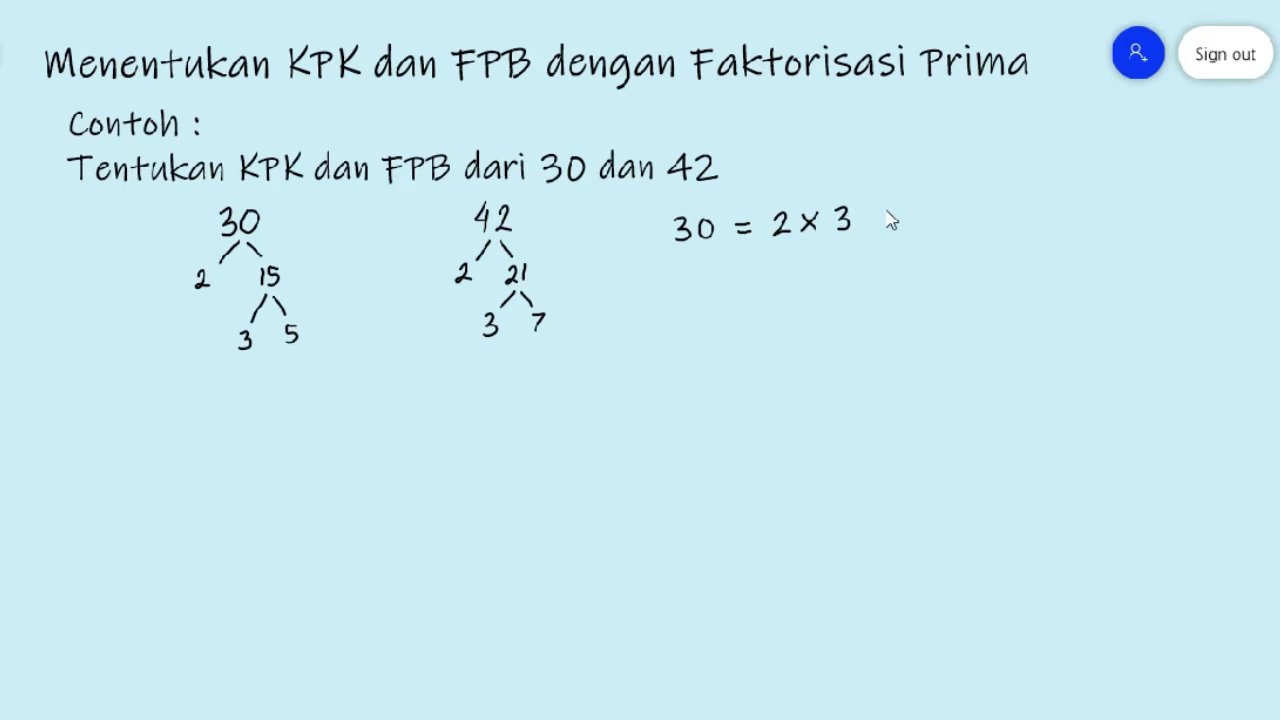 Menentukan KPK dan FPB dengan Faktorisasi Prima
Sign out
Contoh :
Tentukan KPK dan FPB dari 30 dan 42
30 42 30 = 2 x 3
2 15 2 21
3 5 3 7